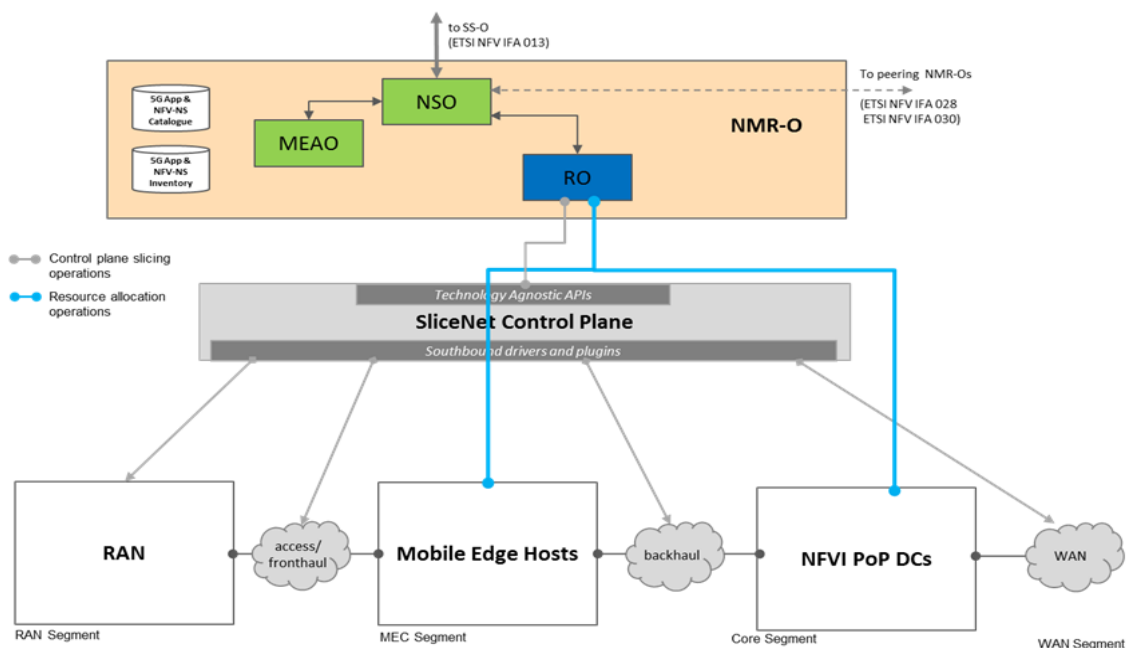 to SS-O
(ETSI NFV IFA 013)
To peering NMR-Os
(ETSI NFV IFA 028
ETSI NFV IFA 030)
5G App &
NFV-NS
Catalogue
NSO
NMR-O
MEAO
5G App &
NFV-NS
Inventory
RO
Control plane slicing
operations
Resource allocation
operations
Technology Agnostic APIs
SliceNet Control Plane
Southbound drivers and plugins
RAN
access/
fronthaul
Mobile Edge Hosts
backhaul
NFVI PoP DCs
WAN
RAN Segment
MEC Segment
Core Segment
WAN Segment